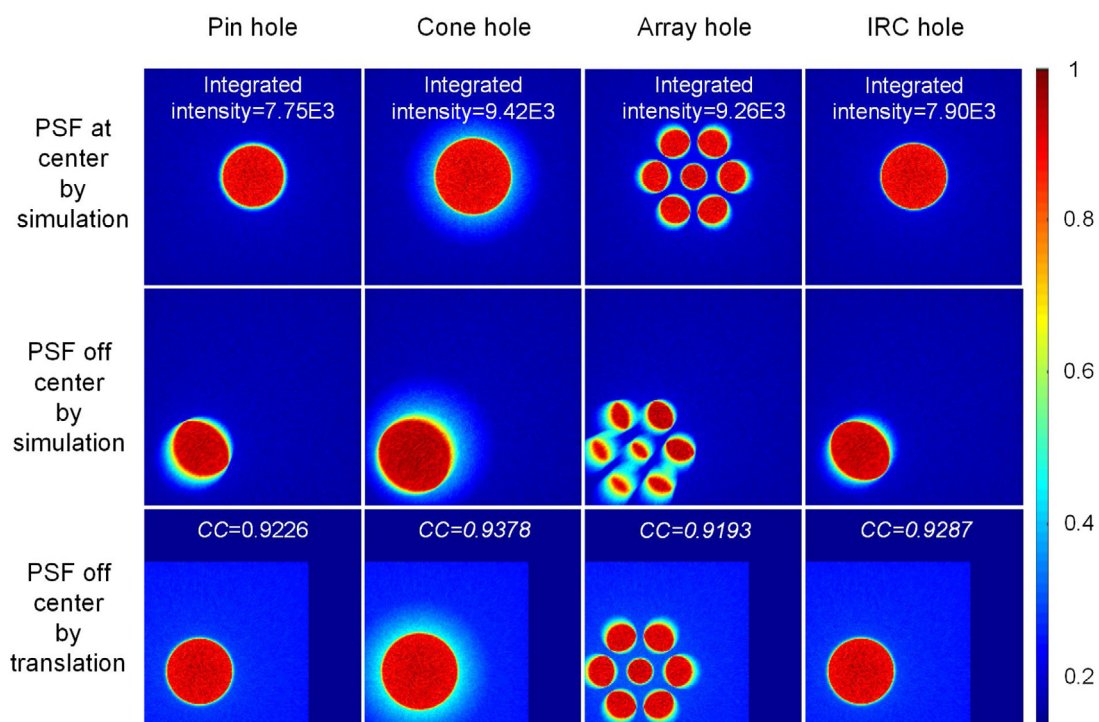 Pin hole
Cone hole
Array hole
IRC hole
PSF at
center
by
simulation
Integrated
intensity=7.75E3
Integrated
intensity=9.42E3
Integrated
intensity=9.26E3
Integrated
intensity=7.90E3
PSF off
center
by
simulation
PSF off
center
by
translation
CC=0.9226
CC=0.9378
CC=0.9193
CC=0.9287
1
0.8
0.6
0.4
0.2